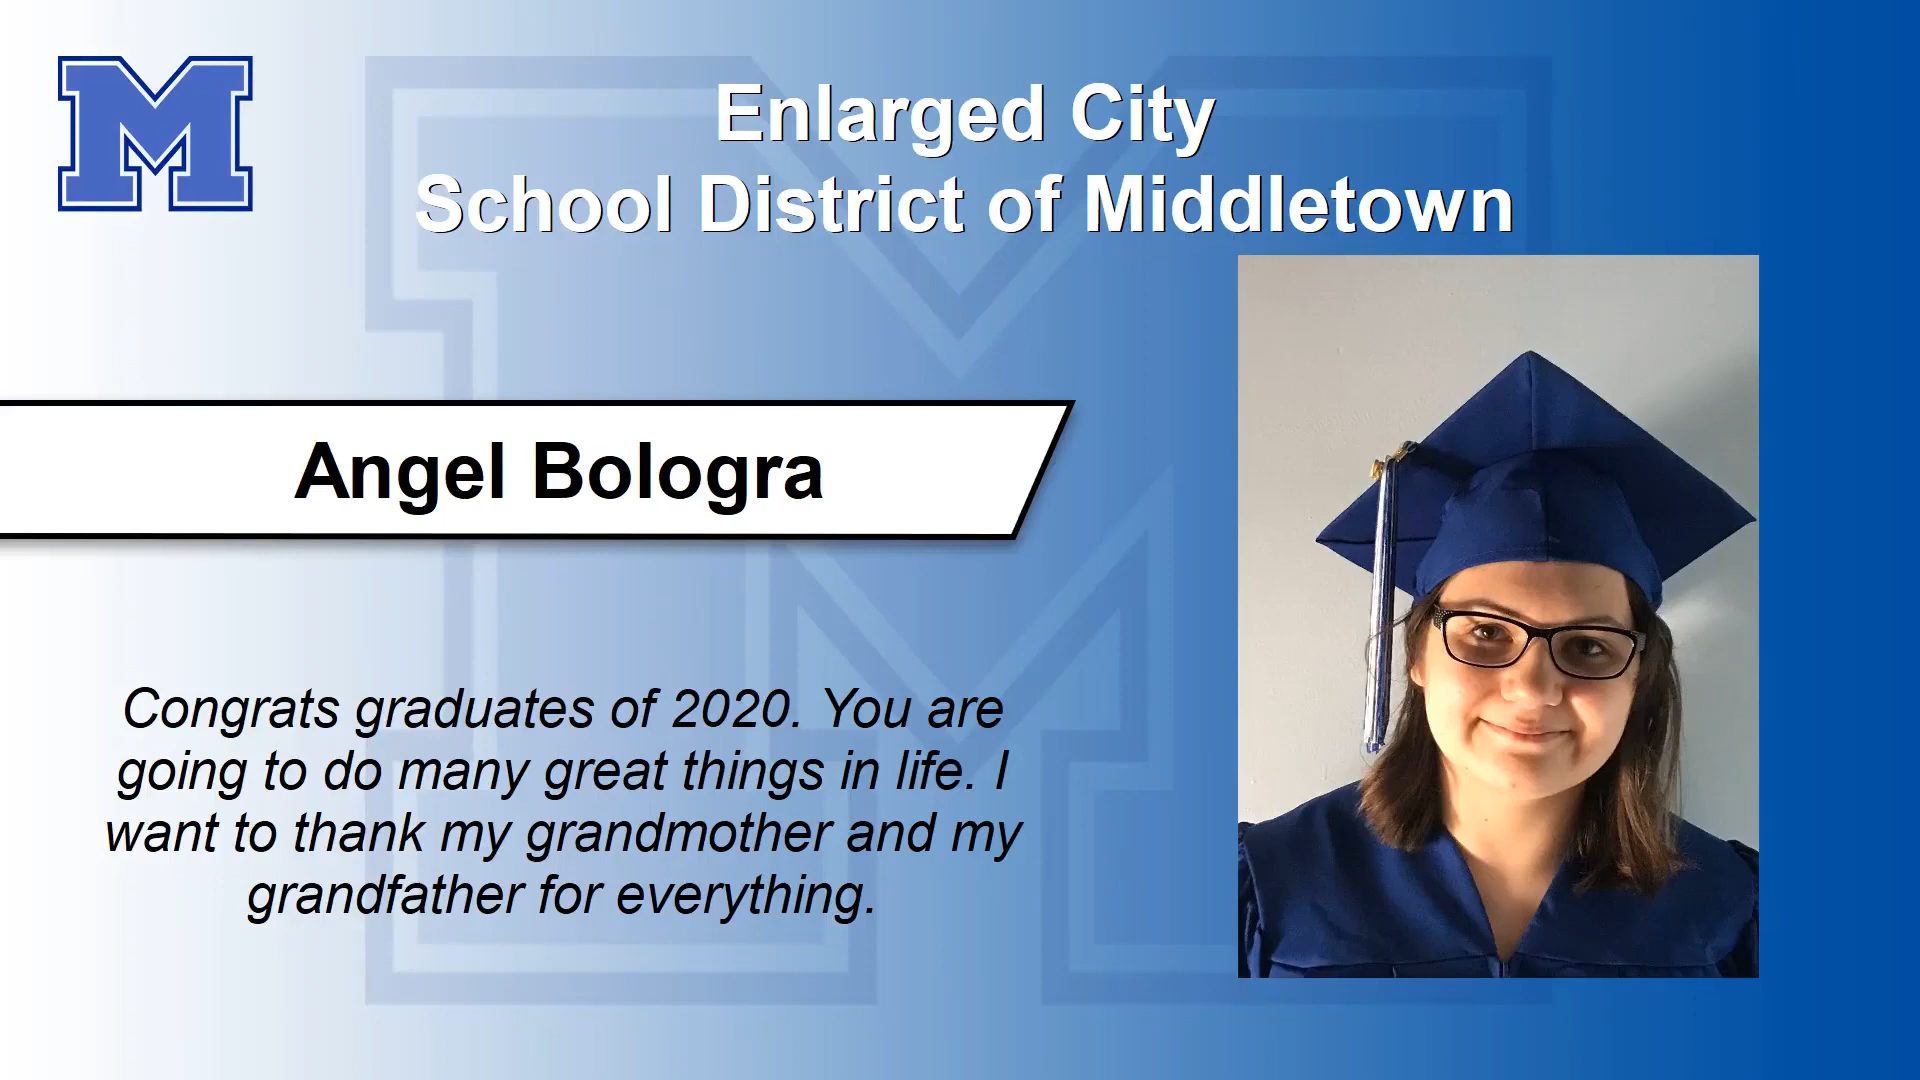 M
Enlarged City
School District of Middletown
Angel Bologra
Congrats graduates of 2020. You are
going to do many great things in life. I
want to thank my grandmother and my
grandfather for everything.